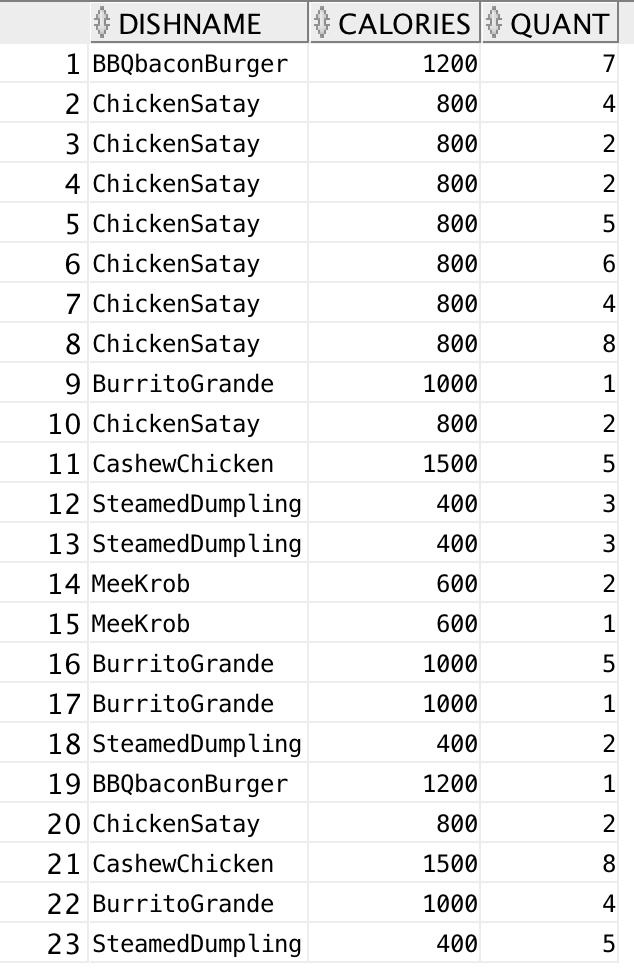 DISHNAME CALORIES QUANT
1 BBQbaconBurger 1200 7
2 ChickenSatay 800 4
3 ChickenSatay 800 2
4 ChickenSatay 800 2
5 ChickenSatay 800 5
6 ChickenSatay 800 6
7 ChickenSatay 800 4
8 ChickenSatay 800 8
9 BurritoGrande 1000 1
10 ChickenSatay 800 2
11 CashewChicken 1500 5
12 SteamedDumpling 400 3
13 SteamedDumpling 400 3
14 MeeKrob 600 2
15 MeeKrob 600 1
16 BurritoGrande 1000 5
17 BurritoGrande 1000 1
18 SteamedDumpling 400 2
19 BBQbaconBurger 1200 1
20 ChickenSatay 800 2
21 CashewChicken 1500 8
22 BurritoGrande 1000 4
23 SteamedDumpling 400 5